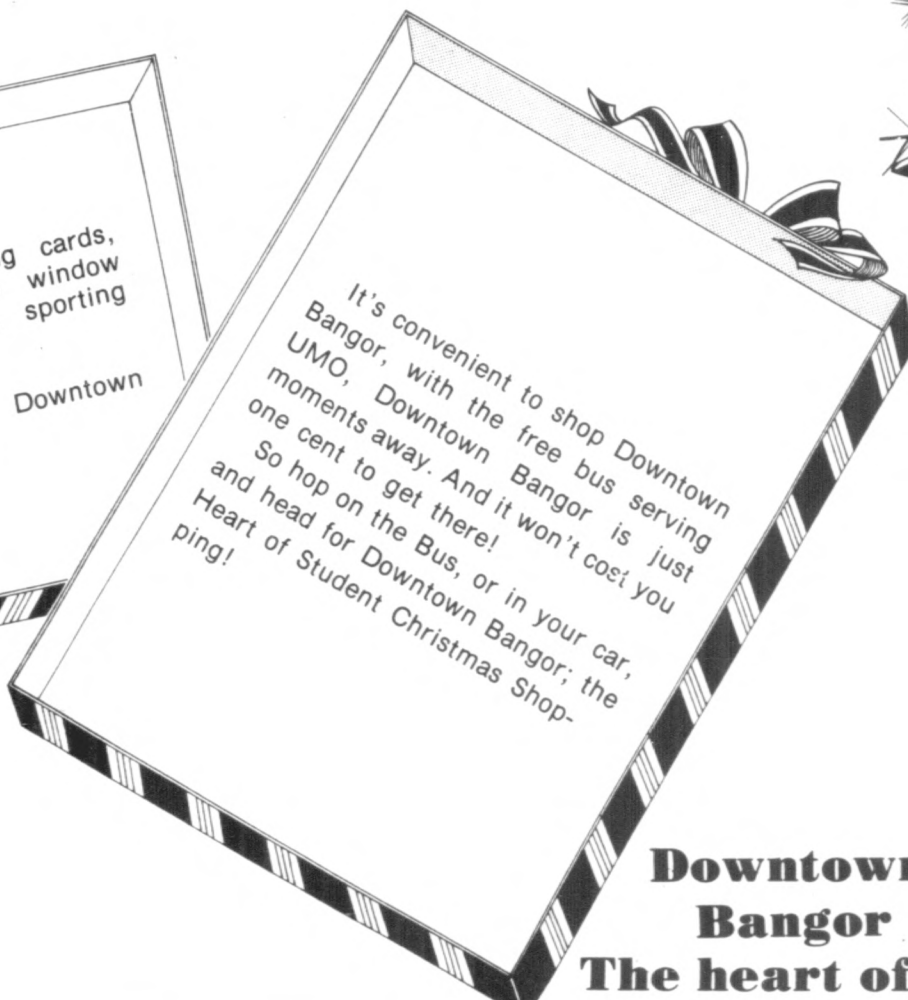 g cards,
window
sporting
Downtown
It's convenient to shop Downtown
Bangor, with the free bus serving
UMO, Downtown Bangor is just
moments away. And it won't cost you
one cent to get there!
So hop on the Bus, or in your car,
and head for Downtown Bangor; the
Heart of Student Christmas Shop-
ping!
Downtown
Bangor
The heart of